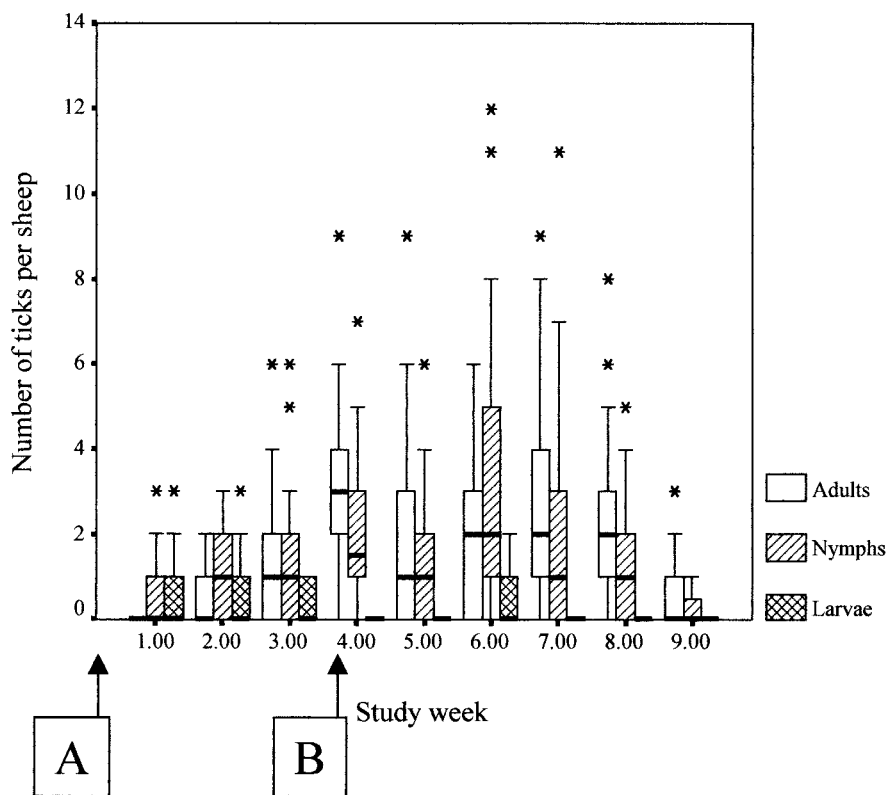 14
12
10
8
6
4
2
0
Number of ticks per sheep
1.00 2.00 3.00 4.00 5.00 6.00 7.00 8.00 9.00
Study week
Adults
Nymphs
Larvae
A
B